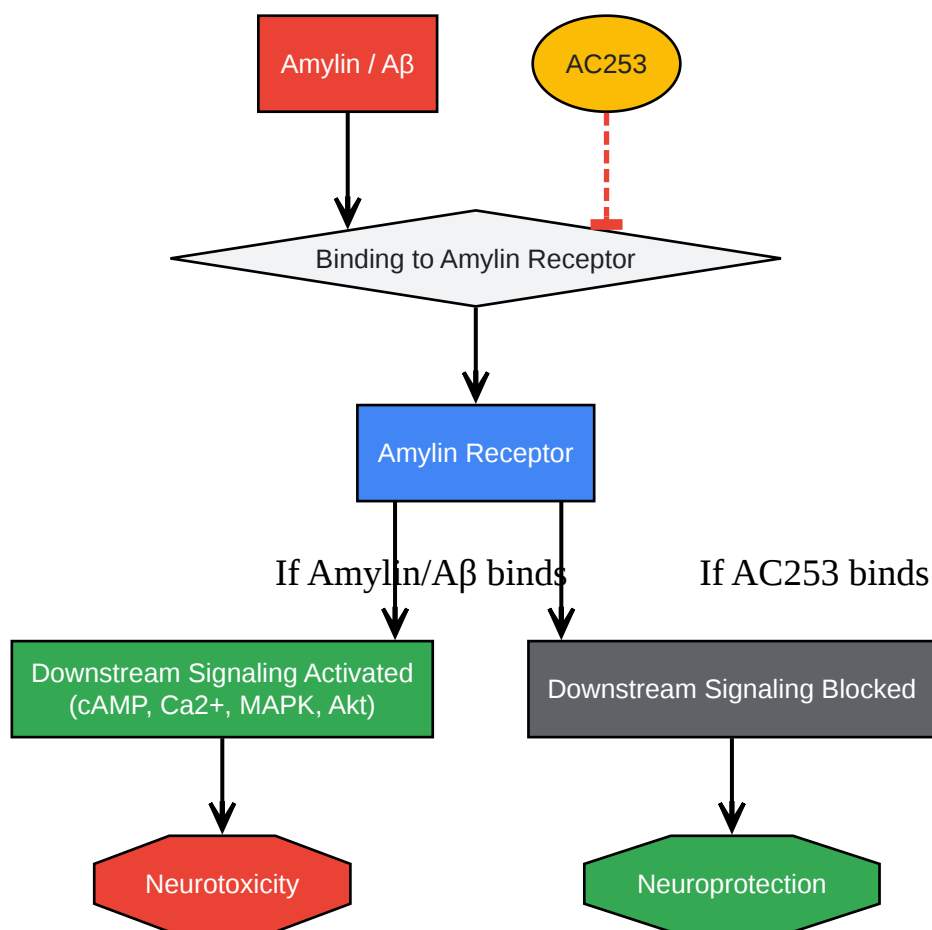 Amylin / Aβ
AC253
Binding to Amylin Receptor
Amylin Receptor
If Amylin/Aβ binds
If AC253 binds
Downstream Signaling Activated
(cAMP, Ca2+, MAPK, Akt)
Downstream Signaling Blocked
Neurotoxicity
Neuroprotection